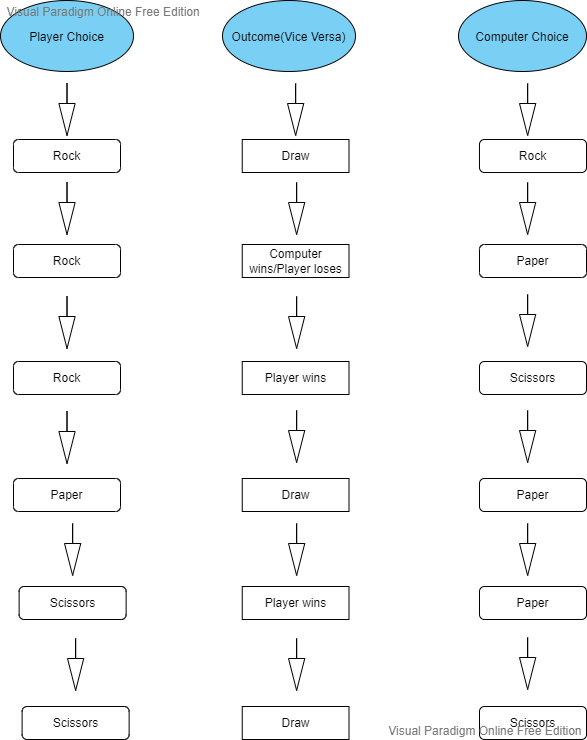 Visual Paradigm Online Free Edition
Player Choice
Outcome(Vice Versa)
Computer Choice
Rock
Draw
Rock
Rock
Computer
wins/Player loses
Paper
Rock
Player wins
Scissors
Paper
Draw
Paper
Scissors
Player wins
Paper
Scissors
Draw
Scissors
Visual Paradigm Online Free Edition